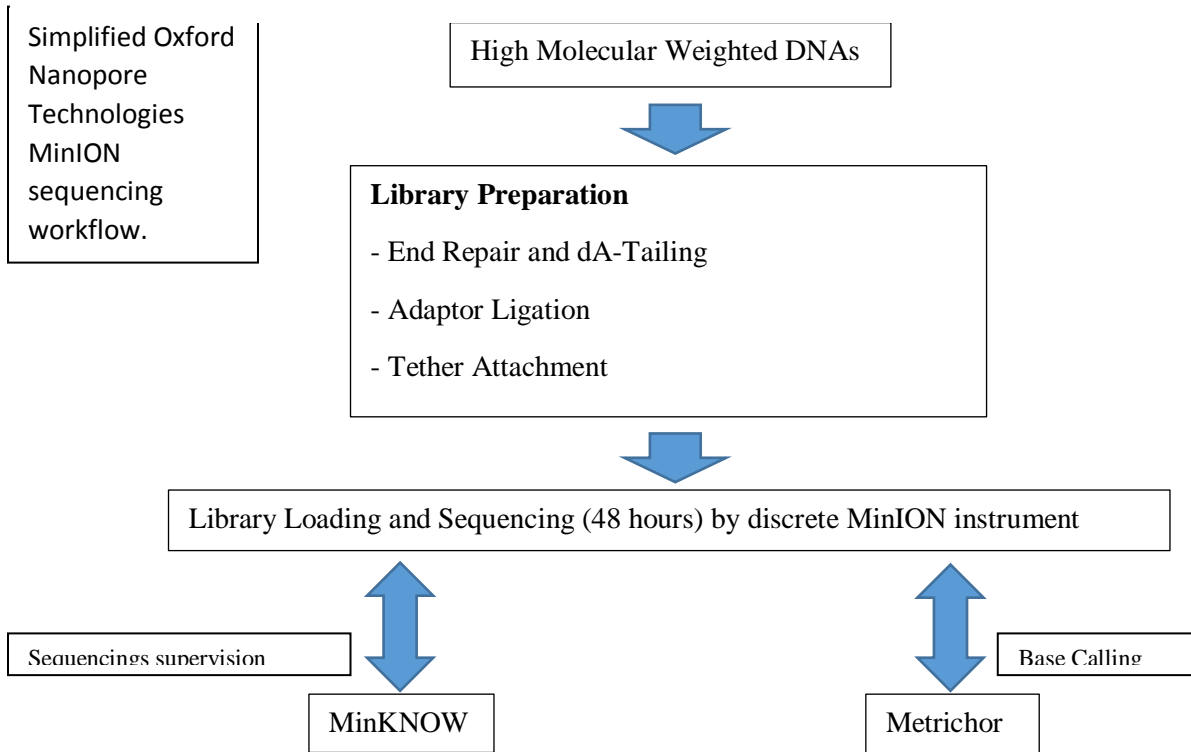 Simplified Oxford
Nanopore
Technologies
MinION
sequencing
workflow.
High Molecular Weighted DNAs
Library Preparation
- End Repair and dA-Tailing
- Adaptor Ligation
- Tether Attachment
Library Loading and Sequencing (48 hours) by discrete MinION instrument
Sequencings supervision
Base Calling
MinKNOW
Metrichor